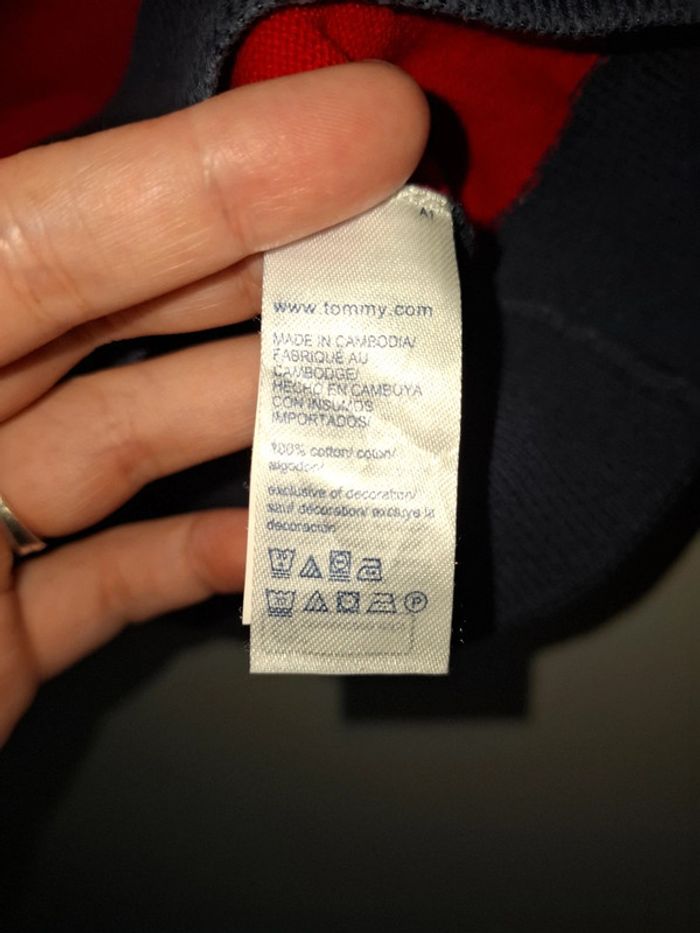 A1
www.tommy.com
MADE IN CAMBODIA/
FABRIQUÉ AU
CAMBODGE/
HECHO EN CAMBOYA
CON INSUMOS
IMPORTADOS/
100% cotton/ coton/
algodón/
exclusive of decoration/
sauf décoration/ excluye la
decoración
P